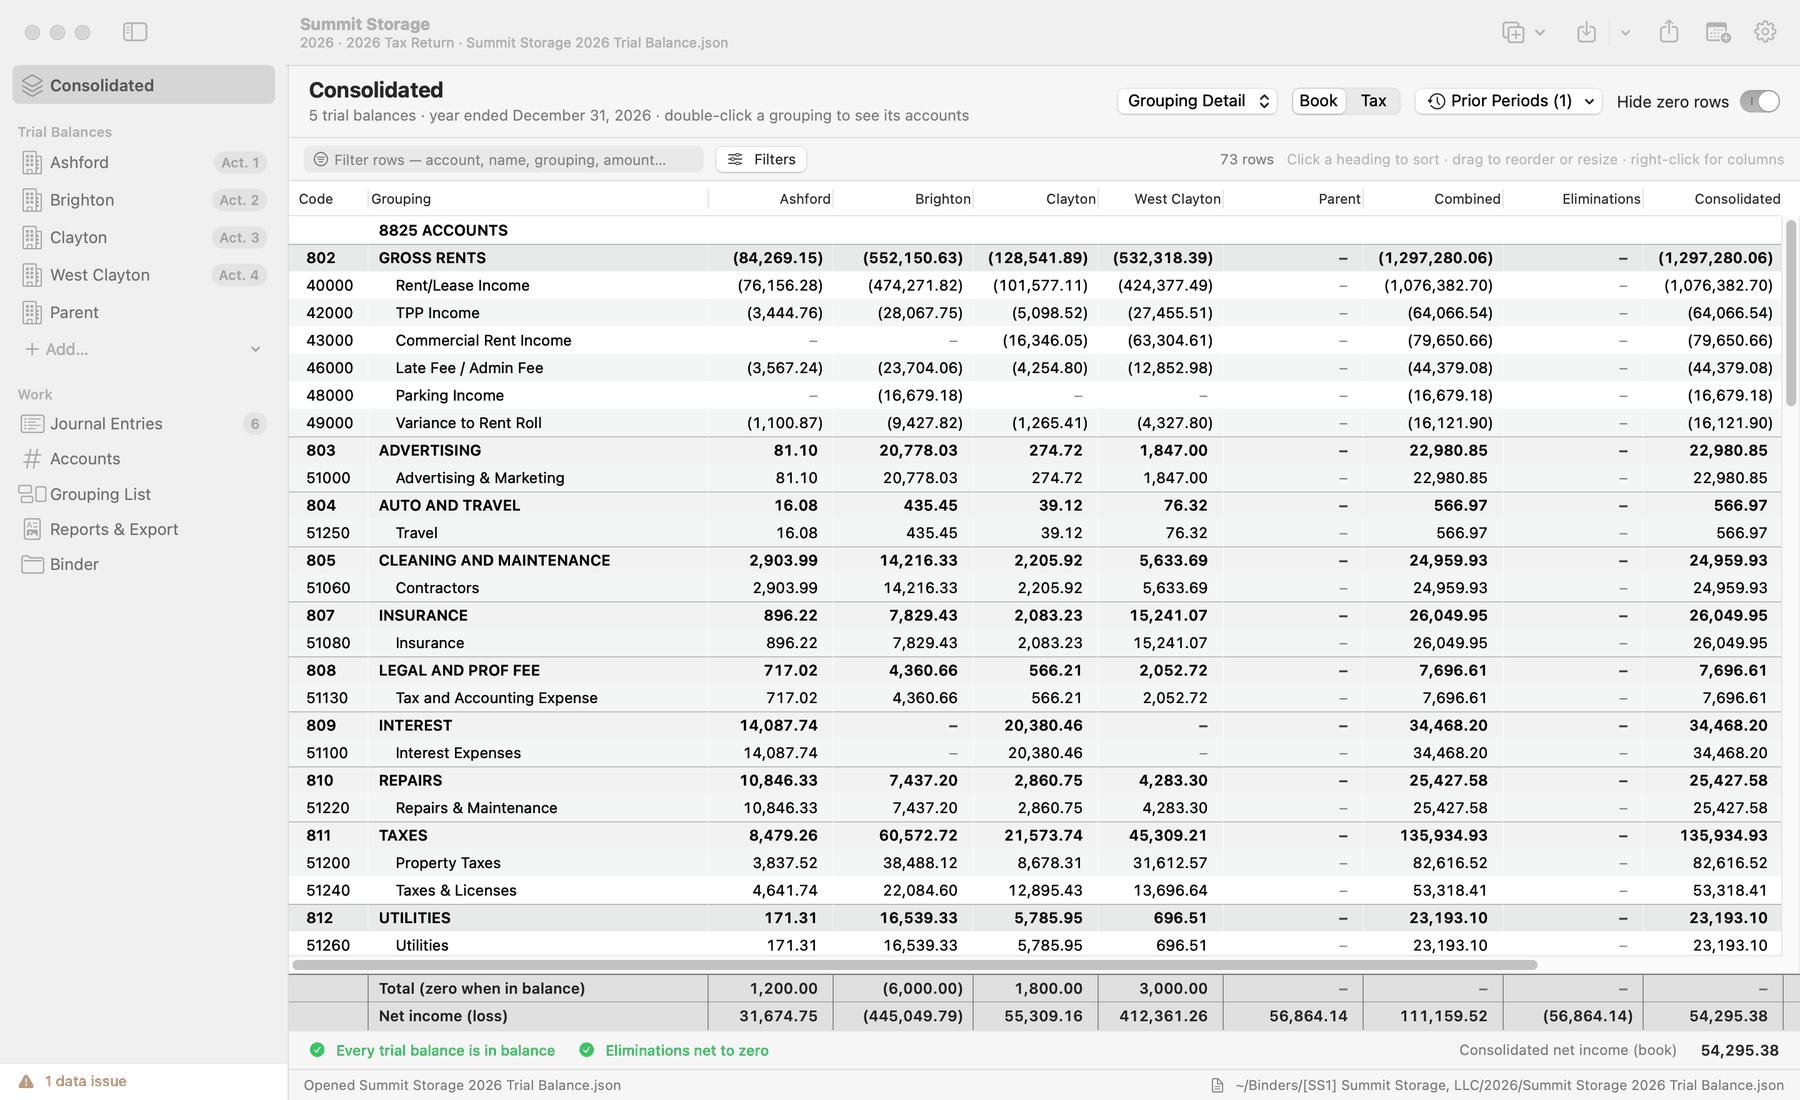 Summit Storage
2026 · 2026 Tax Return · Summit Storage 2026 Trial Balance.json
Consolidated
Trial Balances
Ashford Act. 1
Brighton Act. 2
Clayton Act. 3
West Clayton Act. 4
Parent
Add...
Work
Journal Entries 6
Accounts
Grouping List
Reports & Export
Binder
1 data issue
Consolidated
5 trial balances · year ended December 31, 2026 · double-click a grouping to see its accounts
Grouping Detail Book Tax Prior Periods (1) Hide zero rows
Filter rows — account, name, grouping, amount... Filters 73 rows Click a heading to sort · drag to reorder or resize · right-click for columns
Code Grouping Ashford Brighton Clayton West Clayton Parent Combined Eliminations Consolidated
8825 ACCOUNTS
802 GROSS RENTS (84,269.15) (552,150.63) (128,541.89) (532,318.39) – (1,297,280.06) – (1,297,280.06)
40000 Rent/Lease Income (76,156.28) (474,271.82) (101,577.11) (424,377.49) – (1,076,382.70) – (1,076,382.70)
42000 TPP Income (3,444.76) (28,067.75) (5,098.52) (27,455.51) – (64,066.54) – (64,066.54)
43000 Commercial Rent Income – – (16,346.05) (63,304.61) – (79,650.66) – (79,650.66)
46000 Late Fee / Admin Fee (3,567.24) (23,704.06) (4,254.80) (12,852.98) – (44,379.08) – (44,379.08)
48000 Parking Income – (16,679.18) – – – (16,679.18) – (16,679.18)
49000 Variance to Rent Roll (1,100.87) (9,427.82) (1,265.41) (4,327.80) – (16,121.90) – (16,121.90)
803 ADVERTISING 81.10 20,778.03 274.72 1,847.00 – 22,980.85 – 22,980.85
51000 Advertising & Marketing 81.10 20,778.03 274.72 1,847.00 – 22,980.85 – 22,980.85
804 AUTO AND TRAVEL 16.08 435.45 39.12 76.32 – 566.97 – 566.97
51250 Travel 16.08 435.45 39.12 76.32 – 566.97 – 566.97
805 CLEANING AND MAINTENANCE 2,903.99 14,216.33 2,205.92 5,633.69 – 24,959.93 – 24,959.93
51060 Contractors 2,903.99 14,216.33 2,205.92 5,633.69 – 24,959.93 – 24,959.93
807 INSURANCE 896.22 7,829.43 2,083.23 15,241.07 – 26,049.95 – 26,049.95
51080 Insurance 896.22 7,829.43 2,083.23 15,241.07 – 26,049.95 – 26,049.95
808 LEGAL AND PROF FEE 717.02 4,360.66 566.21 2,052.72 – 7,696.61 – 7,696.61
51130 Tax and Accounting Expense 717.02 4,360.66 566.21 2,052.72 – 7,696.61 – 7,696.61
809 INTEREST 14,087.74 – 20,380.46 – – 34,468.20 – 34,468.20
51100 Interest Expenses 14,087.74 – 20,380.46 – – 34,468.20 – 34,468.20
810 REPAIRS 10,846.33 7,437.20 2,860.75 4,283.30 – 25,427.58 – 25,427.58
51220 Repairs & Maintenance 10,846.33 7,437.20 2,860.75 4,283.30 – 25,427.58 – 25,427.58
811 TAXES 8,479.26 60,572.72 21,573.74 45,309.21 – 135,934.93 – 135,934.93
51200 Property Taxes 3,837.52 38,488.12 8,678.31 31,612.57 – 82,616.52 – 82,616.52
51240 Taxes & Licenses 4,641.74 22,084.60 12,895.43 13,696.64 – 53,318.41 – 53,318.41
812 UTILITIES 171.31 16,539.33 5,785.95 696.51 – 23,193.10 – 23,193.10
51260 Utilities 171.31 16,539.33 5,785.95 696.51 – 23,193.10 – 23,193.10
Total (zero when in balance) 1,200.00 (6,000.00) 1,800.00 3,000.00 – – – –
Net income (loss) 31,674.75 (445,049.79) 55,309.16 412,361.26 56,864.14 111,159.52 (56,864.14) 54,295.38
Every trial balance is in balance Eliminations net to zero Consolidated net income (book) 54,295.38
Opened Summit Storage 2026 Trial Balance.json ~/Binders/[SS1] Summit Storage, LLC/2026/Summit Storage 2026 Trial Balance.json